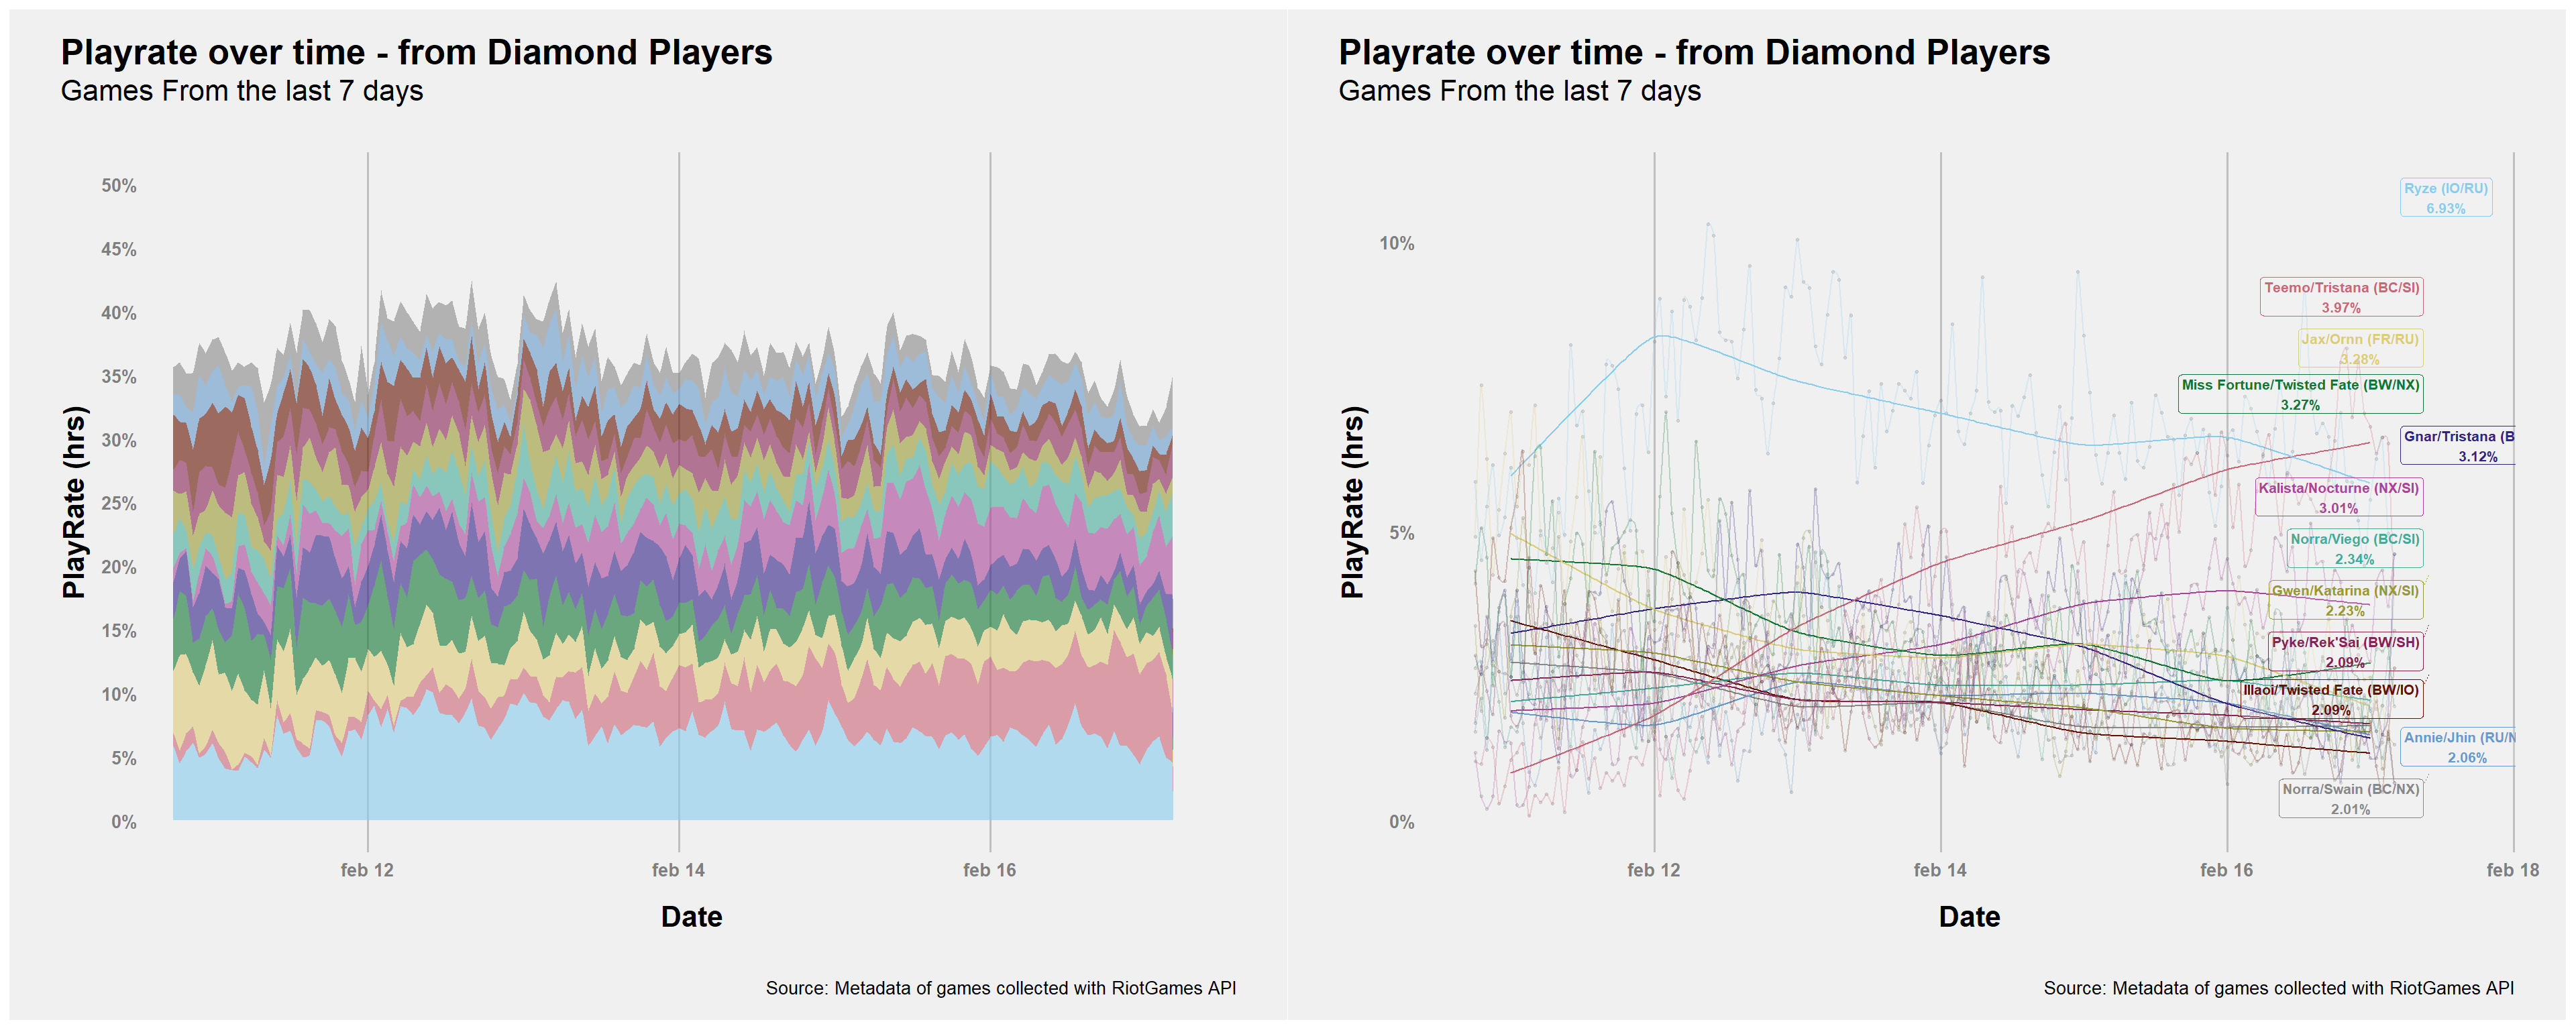 Playrate over time - from Diamond Players
Games From the last 7 days
PlayRate (hrs)
50%
45%
40%
35%
30%
25%
20%
15%
10%
5%
0%
feb 12
feb 14
feb 16
Date
Source: Metadata of games collected with RiotGames API
Playrate over time - from Diamond Players
Games From the last 7 days
PlayRate (hrs)
10%
5%
0%
Ryze (IO/RU)
6.93%
Teemo/Tristana (BC/SI)
3.97%
Jax/Ornn (FR/RU)
3.28%
Miss Fortune/Twisted Fate (BW/NX)
3.27%
Gnar/Tristana (B
3.12%
Kalista/Nocturne (NX/SI)
3.01%
Norra/Viego (BC/SI)
2.34%
Gwen/Katarina (NX/SI)
2.23%
Pyke/Rek'Sai (BW/SH)
2.09%
Illaoi/Twisted Fate (BW/IO)
2.09%
Annie/Jhin (RU/N
2.06%
Norra/Swain (BC/NX)
2.01%
feb 12
feb 14
feb 16
feb 18
Date
Source: Metadata of games collected with RiotGames API